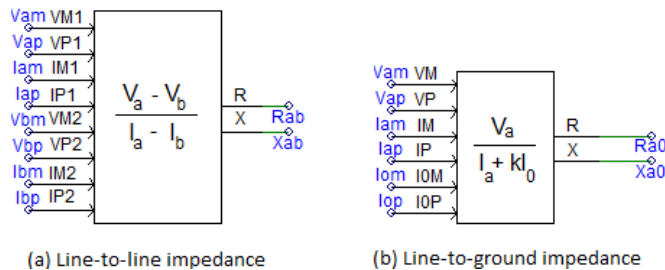 Vam VM1
Vap VP1
Iam IM1
Iap IP1
Vbm VM2
Vbp VP2
Ibm IM2
Ibp IP2
Va - Vb
Ia - Ib
R
Rab
X
Xab
(a) Line-to-line impedance
Vam VM
Vap VP
Iam IM
Iap IP
Iom I0M
Iop I0P
Va
Ia + kI0
R
Ra0
X
Xa0
(b) Line-to-ground impedance